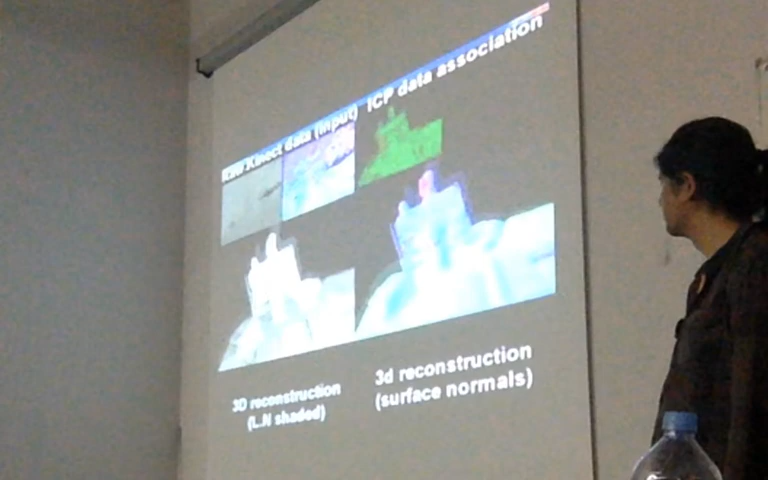 Raw Kinect data (input)
ICP data association
3D reconstruction
(L.N shaded)
3d reconstruction
(surface normals)